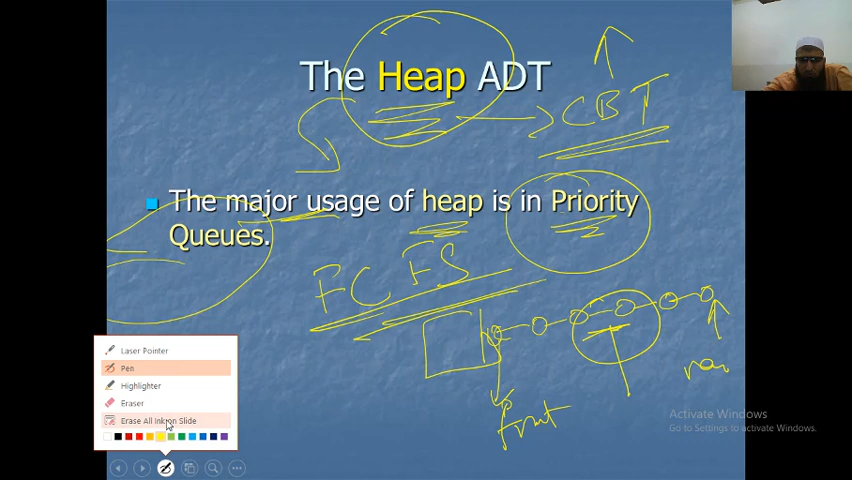 The Heap ADT
CBT
The major usage of heap is in Priority
Queues.
FCFS
front
Laser Pointer
Pen
Highlighter
Eraser
Erase All Ink on Slide
Activate Windows
Go to Settings to activate Windows.